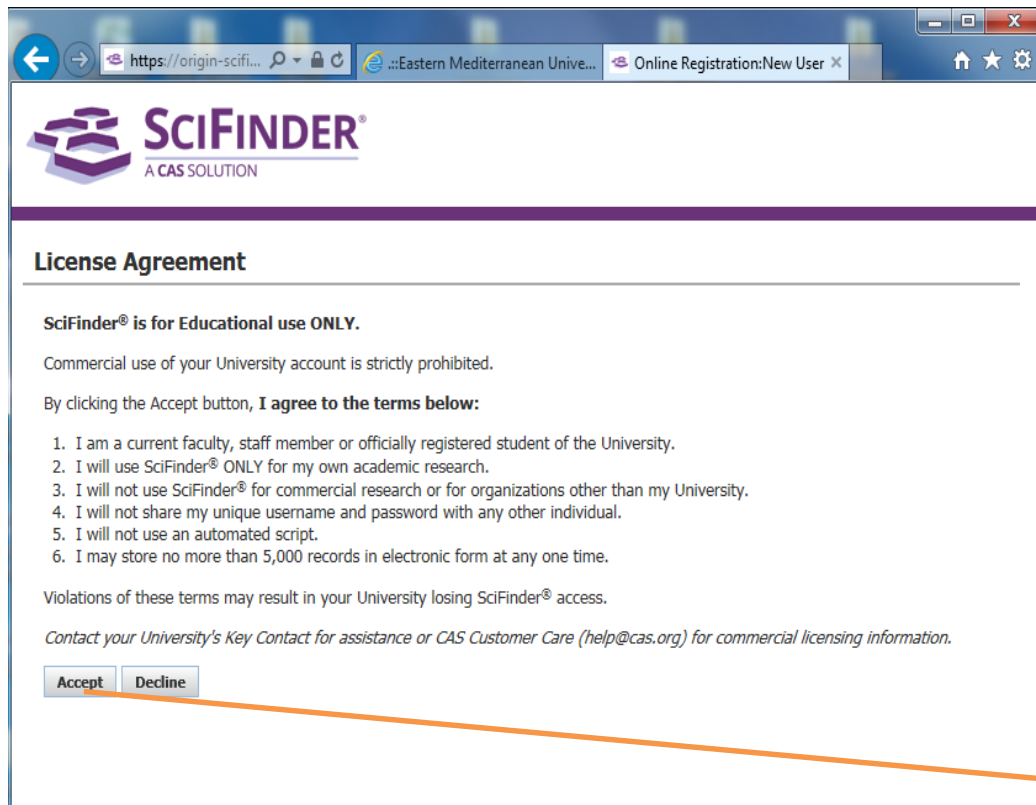 https://origin-scifi...
.::Eastern Mediterranean Unive...
Online Registration:New User
SCIFINDER®
A CAS SOLUTION
License Agreement
SciFinder® is for Educational use ONLY.
Commercial use of your University account is strictly prohibited.
By clicking the Accept button, I agree to the terms below:
1. I am a current faculty, staff member or officially registered student of the University.
2. I will use SciFinder® ONLY for my own academic research.
3. I will not use SciFinder® for commercial research or for organizations other than my University.
4. I will not share my unique username and password with any other individual.
5. I will not use an automated script.
6. I may store no more than 5,000 records in electronic form at any one time.
Violations of these terms may result in your University losing SciFinder® access.
Contact your University's Key Contact for assistance or CAS Customer Care (help@cas.org) for commercial licensing information.
Accept Decline